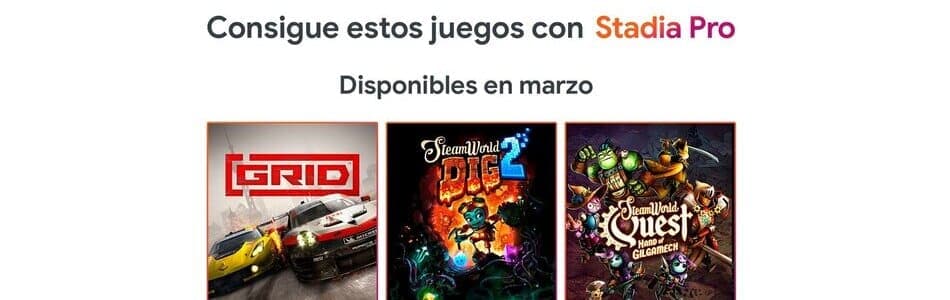 Consigue estos juegos con Stadia Pro
Disponibles en marzo
GRID
SteamWorld
DIG 2
SteamWorld
Quest
HAND OF
GILGAMECH